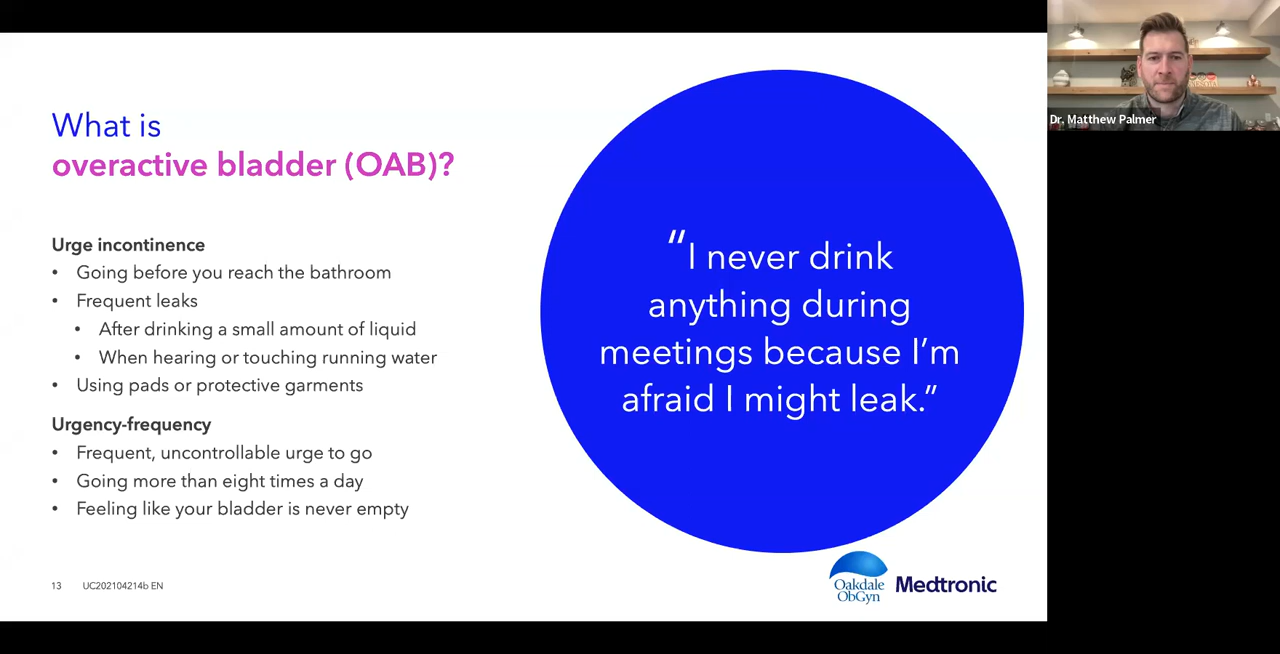 What is
overactive bladder (OAB)?
Urge incontinence
• Going before you reach the bathroom
• Frequent leaks
• After drinking a small amount of liquid
• When hearing or touching running water
• Using pads or protective garments
Urgency-frequency
• Frequent, uncontrollable urge to go
• Going more than eight times a day
• Feeling like your bladder is never empty
“I never drink
anything during
meetings because I’m
afraid I might leak.”
13 UC202104214b EN
Oakdale
ObGyn
Medtronic
Dr. Matthew Palmer